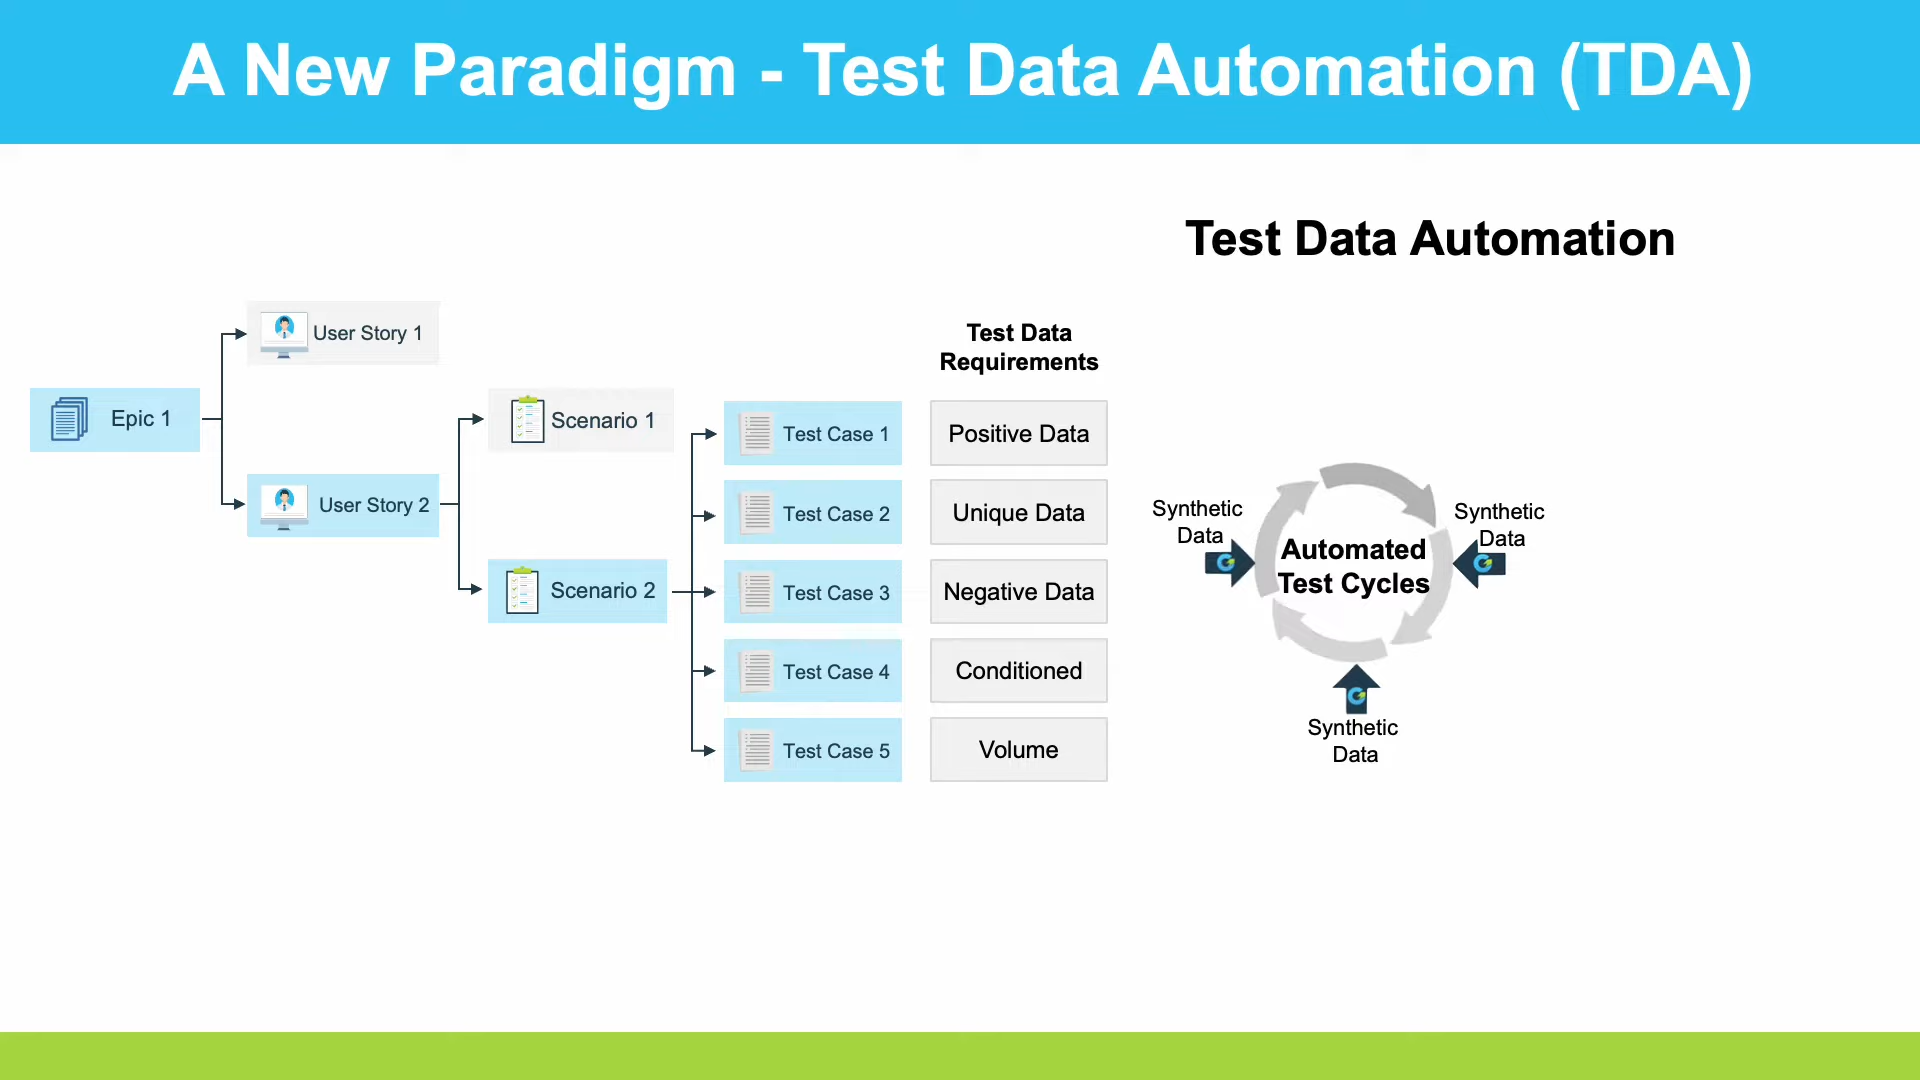 A New Paradigm - Test Data Automation (TDA)
Test Data Automation
User Story 1
Epic 1
User Story 2
Scenario 1
Scenario 2
Test Case 1
Test Case 2
Test Case 3
Test Case 4
Test Case 5
Test Data
Requirements
Positive Data
Unique Data
Negative Data
Conditioned
Volume
Synthetic
Data
Synthetic
Data
Automated
Test Cycles
Synthetic
Data